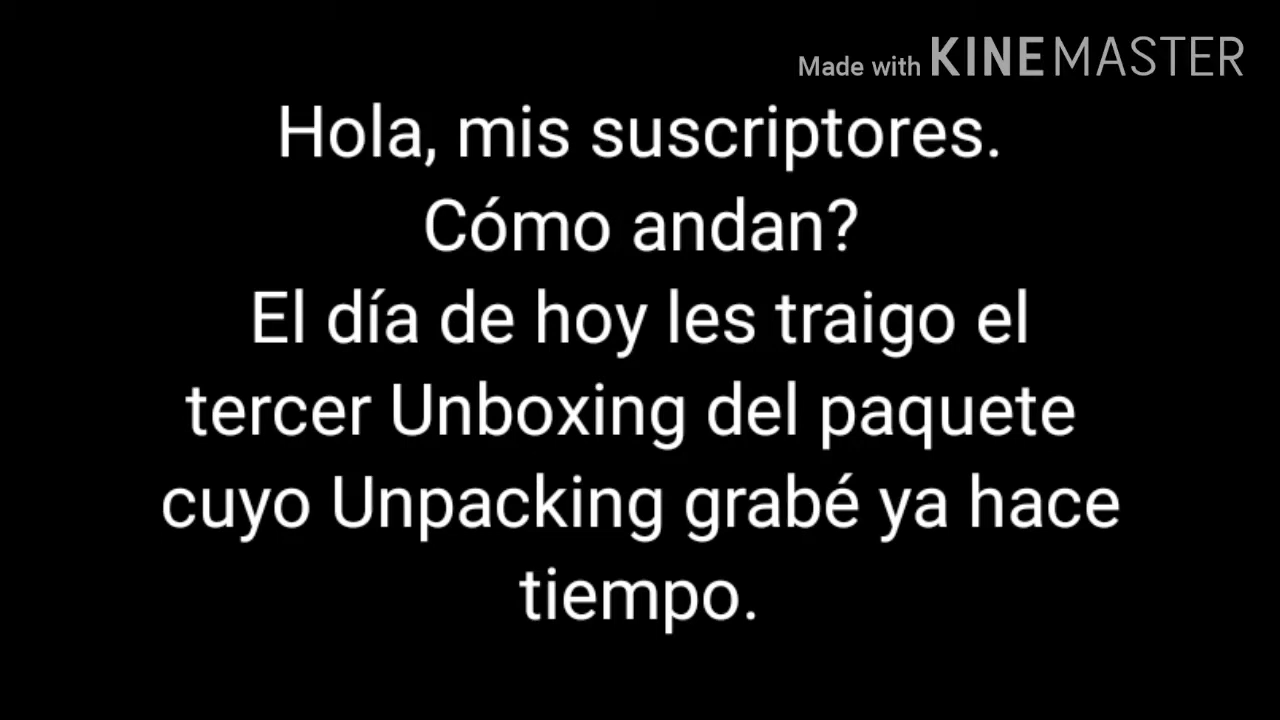 Made with KINEMASTER
Hola, mis suscriptores.
Cómo andan?
El día de hoy les traigo el
tercer Unboxing del paquete
cuyo Unpacking grabé ya hace
tiempo.